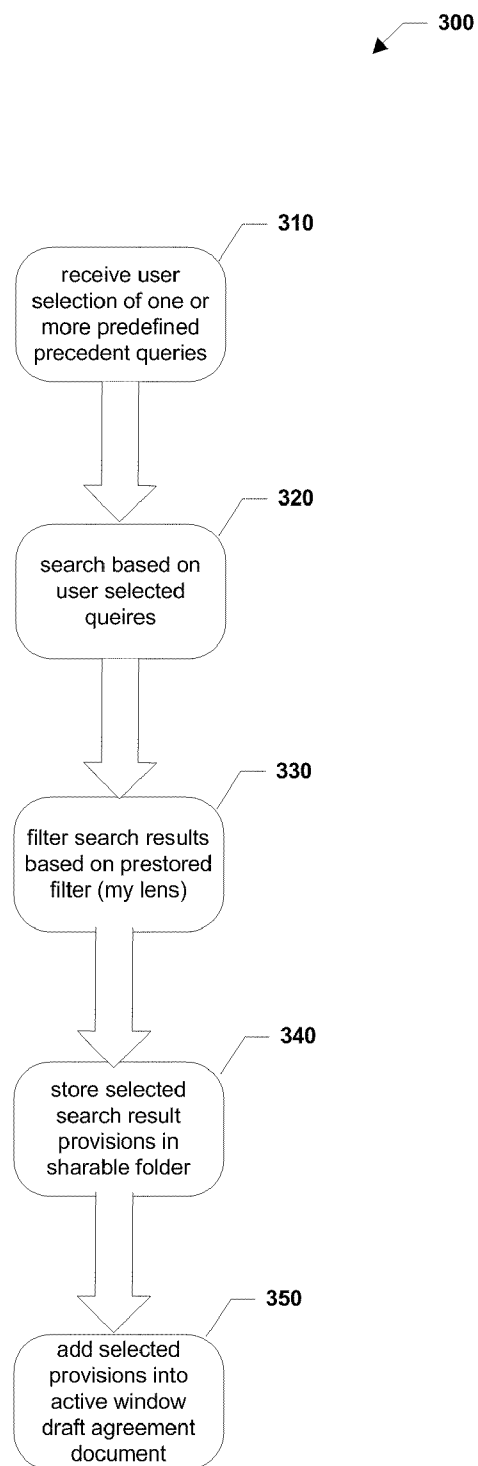 300
310
receive user
selection of one or
more predefined
precedent queries
320
search based on
user selected
queires
330
filter search results
based on prestored
filter (my lens)
340
store selected
search result
provisions in
sharable folder
350
add selected
provisions into
active window
draft agreement
document